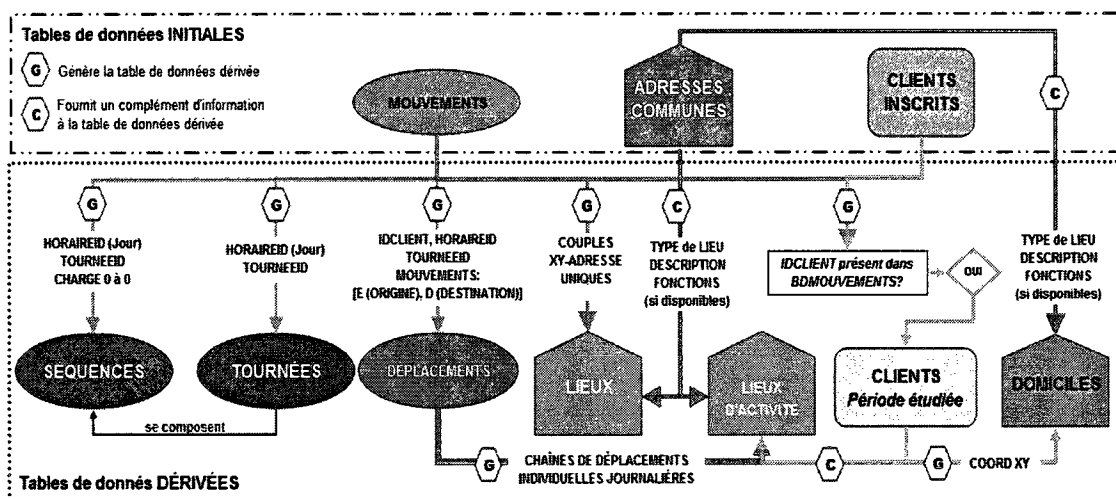 Tables de données INITIALES
G
Génère la table de données dérivée
C
Fournit un complément d'information
à la table de données dérivée
MOUVEMENTS
ADRESSES
COMMUNES
CLIENTS
INSCRITS
C
G
G
G
G
C
G
HORAIREID (Jour)
TOURNEEID
CHARGE 0 à 0
HORAIREID (Jour)
TOURNEEID
IDCLIENT, HORAIREID
TOURNEEID
MOUVEMENTS:
[E (ORIGINE), D (DESTINATION)]
COUPLES
XY-ADRESSE
UNIQUES
TYPE de LIEU
DESCRIPTION
FONCTIONS
(si disponibles)
IDCLIENT présent dans
BDMOUVEMENTS?
OUI
TYPE de LIEU
DESCRIPTION
FONCTIONS
(si disponibles)
SÉQUENCES
TOURNÉES
DÉPLACEMENTS
LIEUX
LIEUX
D'ACTIVITÉ
CLIENTS
Période étudiée
DOMICILES
se composent
G
CHAÎNES DE DÉPLACEMENTS
INDIVIDUELLES JOURNALIÈRES
C
G
COORD XY
Tables de donnés DÉRIVÉES